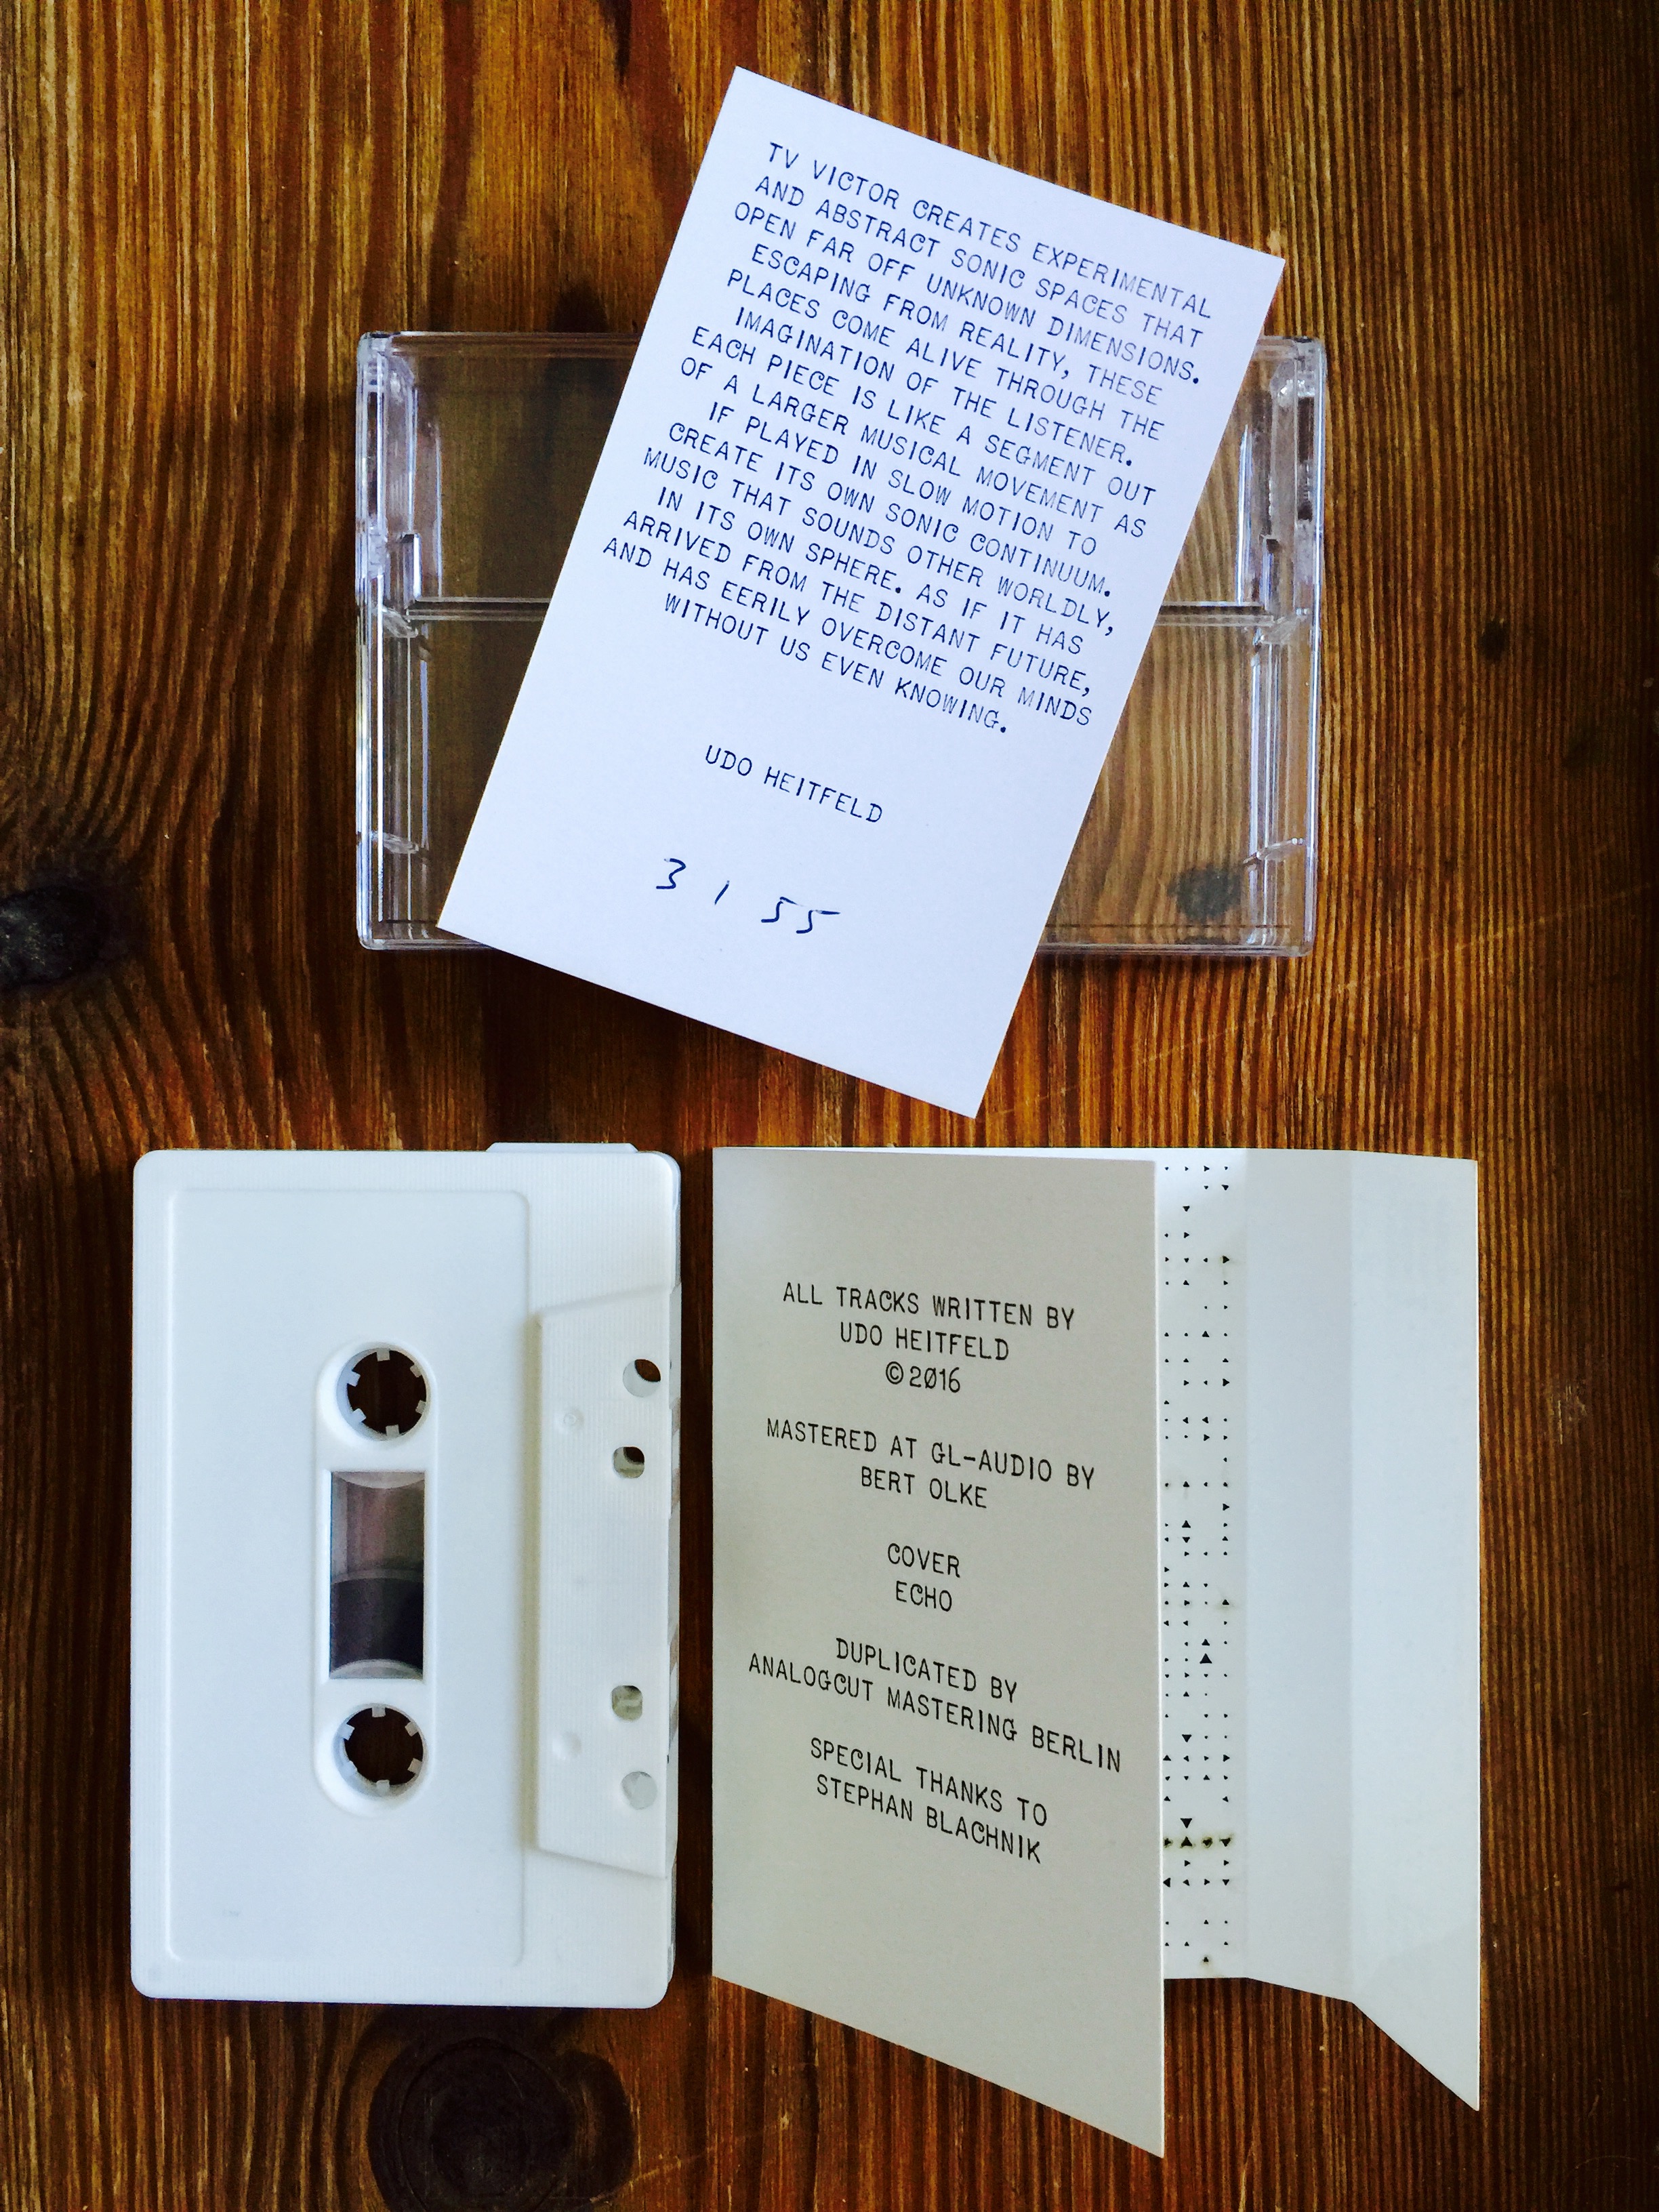 TV VICTOR CREATES EXPERIMENTAL
AND ABSTRACT SONIC SPACES THAT
OPEN FAR OFF UNKNOWN DIMENSIONS.
ESCAPING FROM REALITY, THESE
PLACES COME ALIVE THROUGH THE
IMAGINATION OF THE LISTENER.
EACH PIECE IS LIKE A SEGMENT OUT
OF A LARGER MUSICAL MOVEMENT AS
IF PLAYED IN SLOW MOTION TO
CREATE ITS OWN SONIC CONTINUUM.
MUSIC THAT SOUNDS OTHER WORLDLY,
IN ITS OWN SPHERE. AS IF IT HAS
ARRIVED FROM THE DISTANT FUTURE,
AND HAS EERILY OVERCOME OUR MINDS
WITHOUT US EVEN KNOWING.
UDO HEITFELD
3 1 55
ALL TRACKS WRITTEN BY
UDO HEITFELD
©2016
MASTERED AT GL-AUDIO BY
BERT OLKE
COVER
ECHO
DUPLICATED BY
ANALOGCUT MASTERING BERLIN
SPECIAL THANKS TO
STEPHAN BLACHNIK